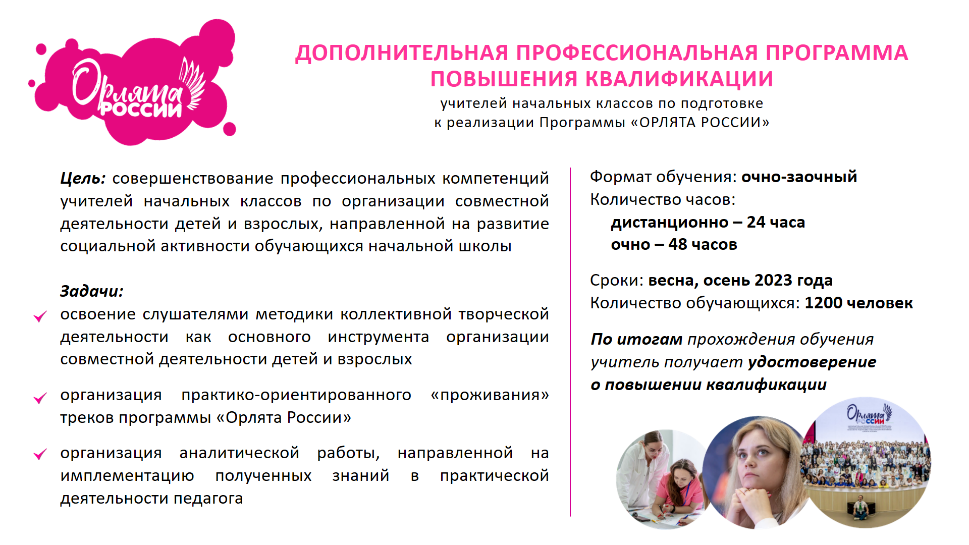 Орлята
РОССИИ
ДОПОЛНИТЕЛЬНАЯ ПРОФЕССИОНАЛЬНАЯ ПРОГРАММА
ПОВЫШЕНИЯ КВАЛИФИКАЦИИ
учителей начальных классов по подготовке
к реализации Программы «ОРЛЯТА РОССИИ»
Цель: совершенствование профессиональных компетенций
учителей начальных классов по организации совместной
деятельности детей и взрослых, направленной на развитие
социальной активности обучающихся начальной школы
Задачи:
освоение слушателями методики коллективной творческой
деятельности как основного инструмента организации
совместной деятельности детей и взрослых
организация практико-ориентированного «проживания»
треков программы «Орлята России»
организация аналитической работы, направленной на
имплементацию полученных знаний в практической
деятельности педагога
Формат обучения: очно-заочный
Количество часов:
дистанционно – 24 часа
очно – 48 часов
Сроки: весна, осень 2023 года
Количество обучающихся: 1200 человек
По итогам прохождения обучения
учитель получает удостоверение
о повышении квалификации
Орлята
РОССИИ